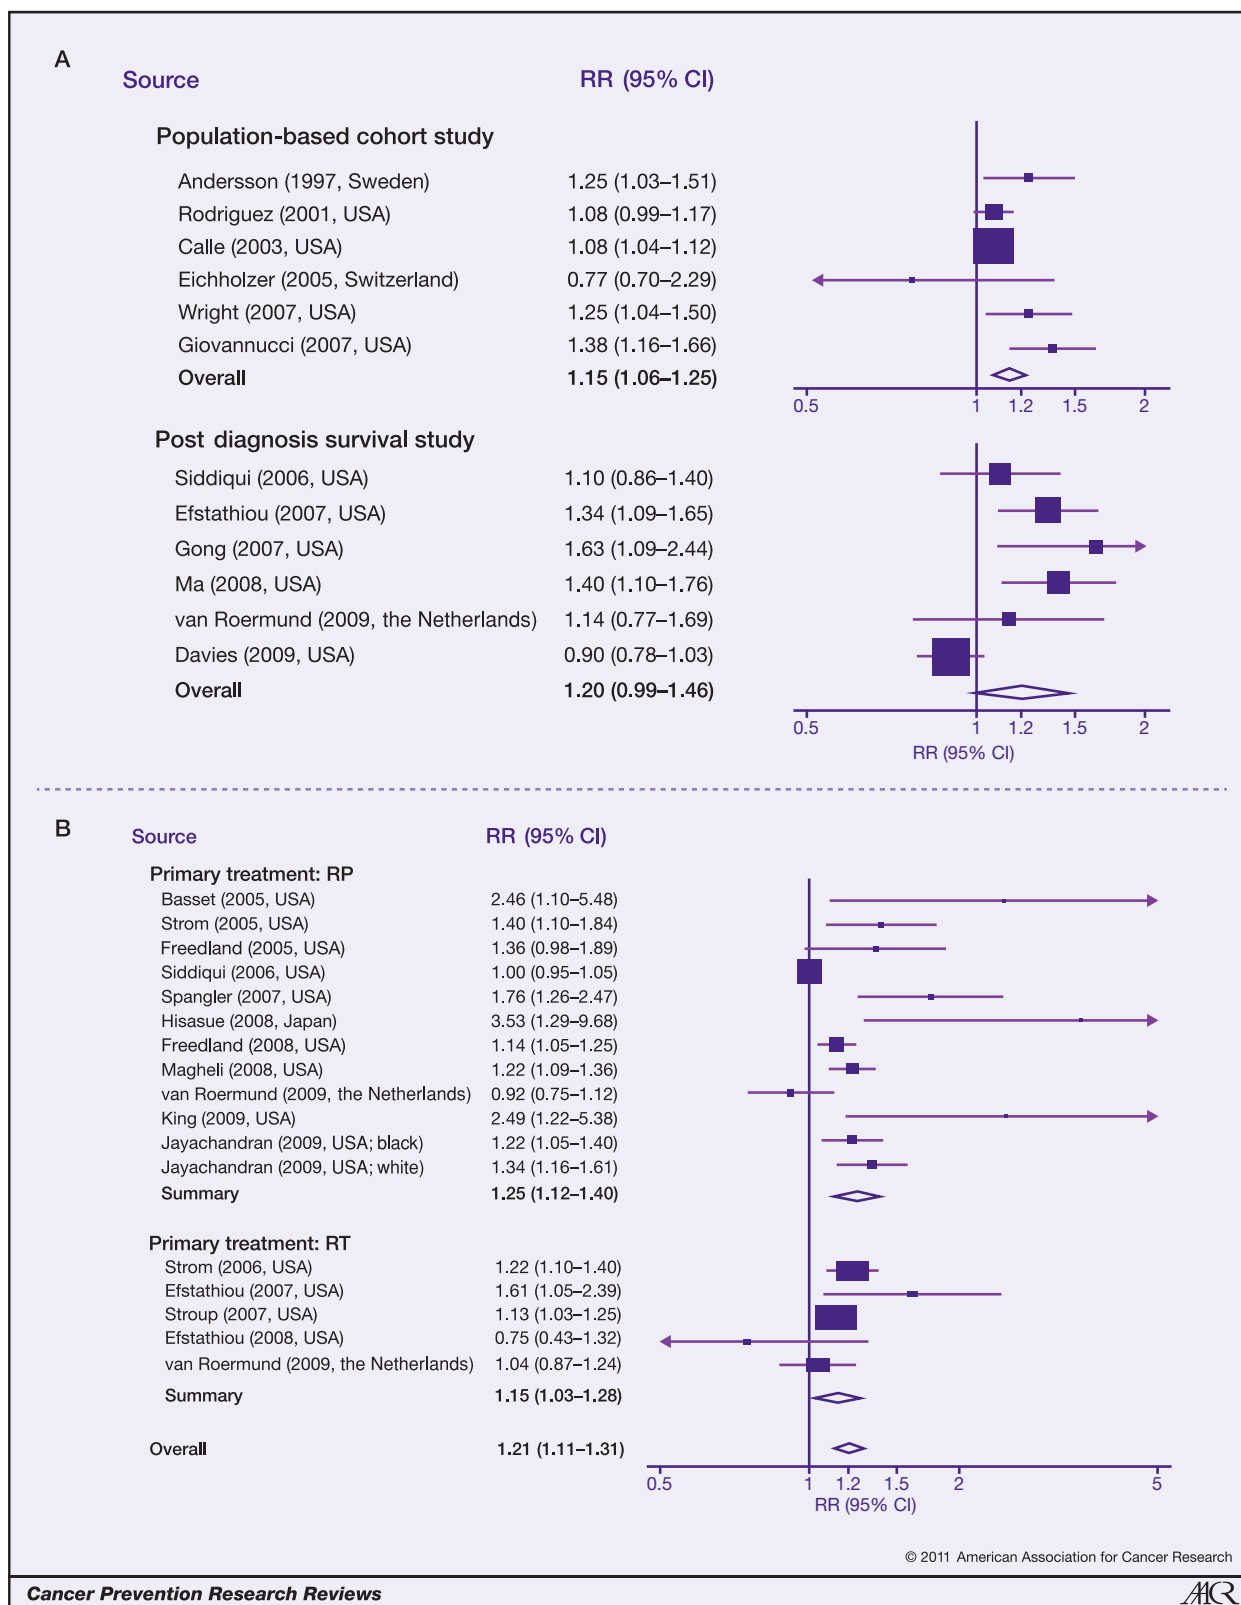 A
Source RR (95% CI)
Population-based cohort study
Andersson (1997, Sweden) 1.25 (1.03–1.51)
Rodriguez (2001, USA) 1.08 (0.99–1.17)
Calle (2003, USA) 1.08 (1.04–1.12)
Eichholzer (2005, Switzerland) 0.77 (0.70–2.29)
Wright (2007, USA) 1.25 (1.04–1.50)
Giovannucci (2007, USA) 1.38 (1.16–1.66)
Overall 1.15 (1.06–1.25)
0.5 1 1.2 1.5 2
Post diagnosis survival study
Siddiqui (2006, USA) 1.10 (0.86–1.40)
Efstathiou (2007, USA) 1.34 (1.09–1.65)
Gong (2007, USA) 1.63 (1.09–2.44)
Ma (2008, USA) 1.40 (1.10–1.76)
van Roermund (2009, the Netherlands) 1.14 (0.77–1.69)
Davies (2009, USA) 0.90 (0.78–1.03)
Overall 1.20 (0.99–1.46)
0.5 1 1.2 1.5 2
RR (95% CI)
B
Source RR (95% CI)
Primary treatment: RP
Basset (2005, USA) 2.46 (1.10–5.48)
Strom (2005, USA) 1.40 (1.10–1.84)
Freedland (2005, USA) 1.36 (0.98–1.89)
Siddiqui (2006, USA) 1.00 (0.95–1.05)
Spangler (2007, USA) 1.76 (1.26–2.47)
Hisasue (2008, Japan) 3.53 (1.29–9.68)
Freedland (2008, USA) 1.14 (1.05–1.25)
Magheli (2008, USA) 1.22 (1.09–1.36)
van Roermund (2009, the Netherlands) 0.92 (0.75–1.12)
King (2009, USA) 2.49 (1.22–5.38)
Jayachandran (2009, USA; black) 1.22 (1.05–1.40)
Jayachandran (2009, USA; white) 1.34 (1.16–1.61)
Summary 1.25 (1.12–1.40)
Primary treatment: RT
Strom (2006, USA) 1.22 (1.10–1.40)
Efstathiou (2007, USA) 1.61 (1.05–2.39)
Stroup (2007, USA) 1.13 (1.03–1.25)
Efstathiou (2008, USA) 0.75 (0.43–1.32)
van Roermund (2009, the Netherlands) 1.04 (0.87–1.24)
Summary 1.15 (1.03–1.28)
Overall 1.21 (1.11–1.31)
0.5 1 1.2 1.5 2 5
RR (95% CI)
© 2011 American Association for Cancer Research
Cancer Prevention Research Reviews AACR